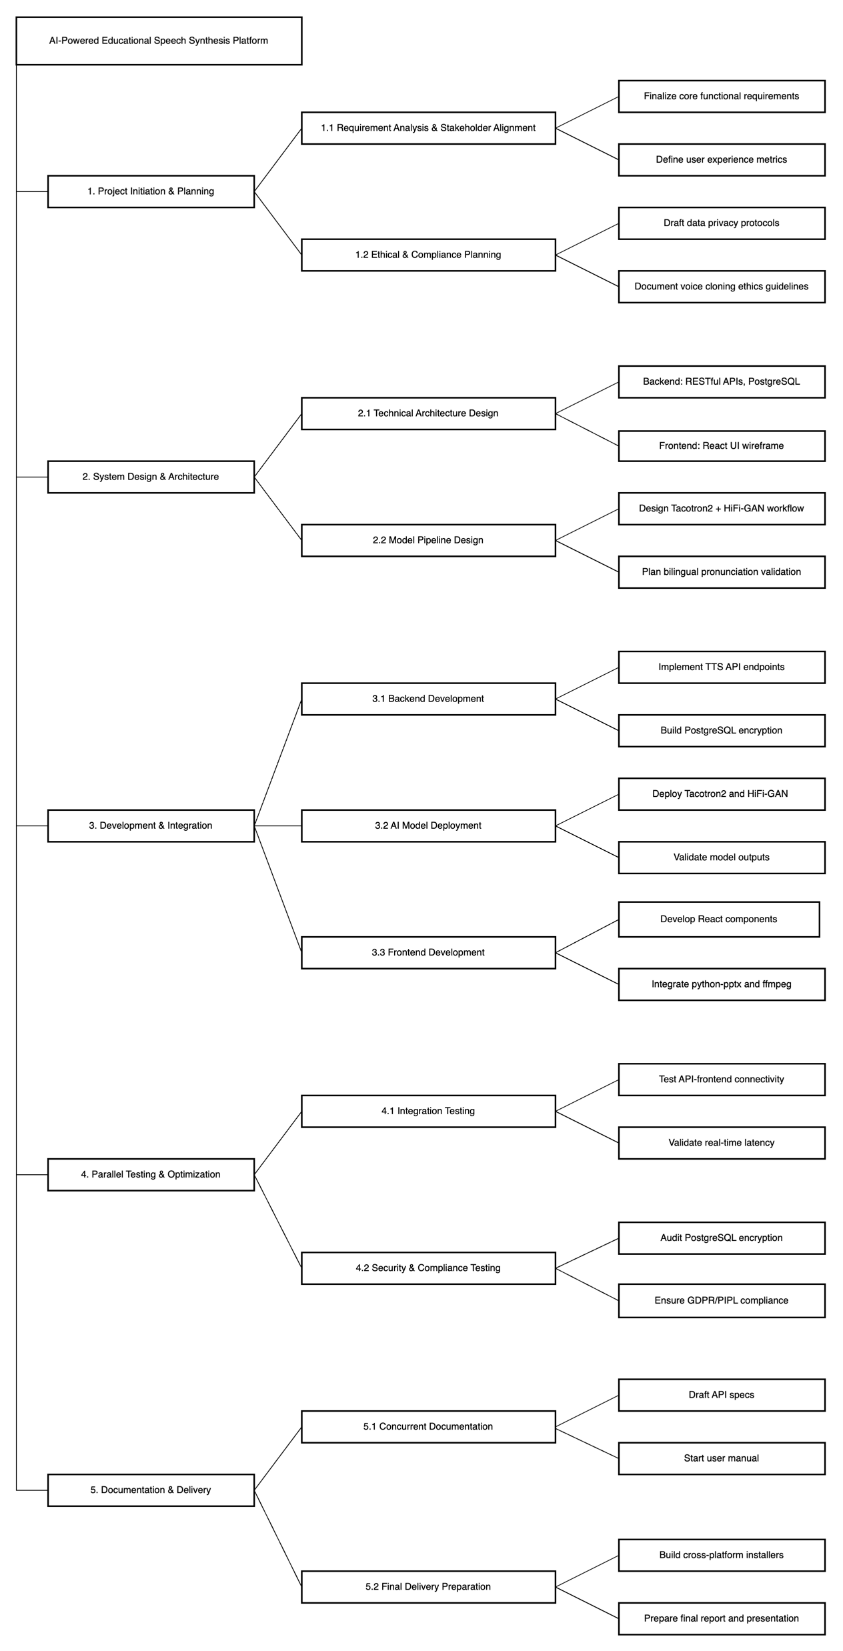 AI-Powered Educational Speech Synthesis Platform
1. Project Initiation & Planning
1.1 Requirement Analysis & Stakeholder Alignment
Finalize core functional requirements
Define user experience metrics
1.2 Ethical & Compliance Planning
Draft data privacy protocols
Document voice cloning ethics guidelines
2. System Design & Architecture
2.1 Technical Architecture Design
Backend: RESTful APIs, PostgreSQL
Frontend: React UI wireframe
2.2 Model Pipeline Design
Design Tacotron2 + HiFi-GAN workflow
Plan bilingual pronunciation validation
3. Development & Integration
3.1 Backend Development
Implement TTS API endpoints
Build PostgreSQL encryption
3.2 AI Model Deployment
Deploy Tacotron2 and HiFi-GAN
Validate model outputs
3.3 Frontend Development
Develop React components
Integrate python-pptx and ffmpeg
4. Parallel Testing & Optimization
4.1 Integration Testing
Test API-frontend connectivity
Validate real-time latency
4.2 Security & Compliance Testing
Audit PostgreSQL encryption
Ensure GDPR/PIPL compliance
5. Documentation & Delivery
5.1 Concurrent Documentation
Draft API specs
Start user manual
5.2 Final Delivery Preparation
Build cross-platform installers
Prepare final report and presentation